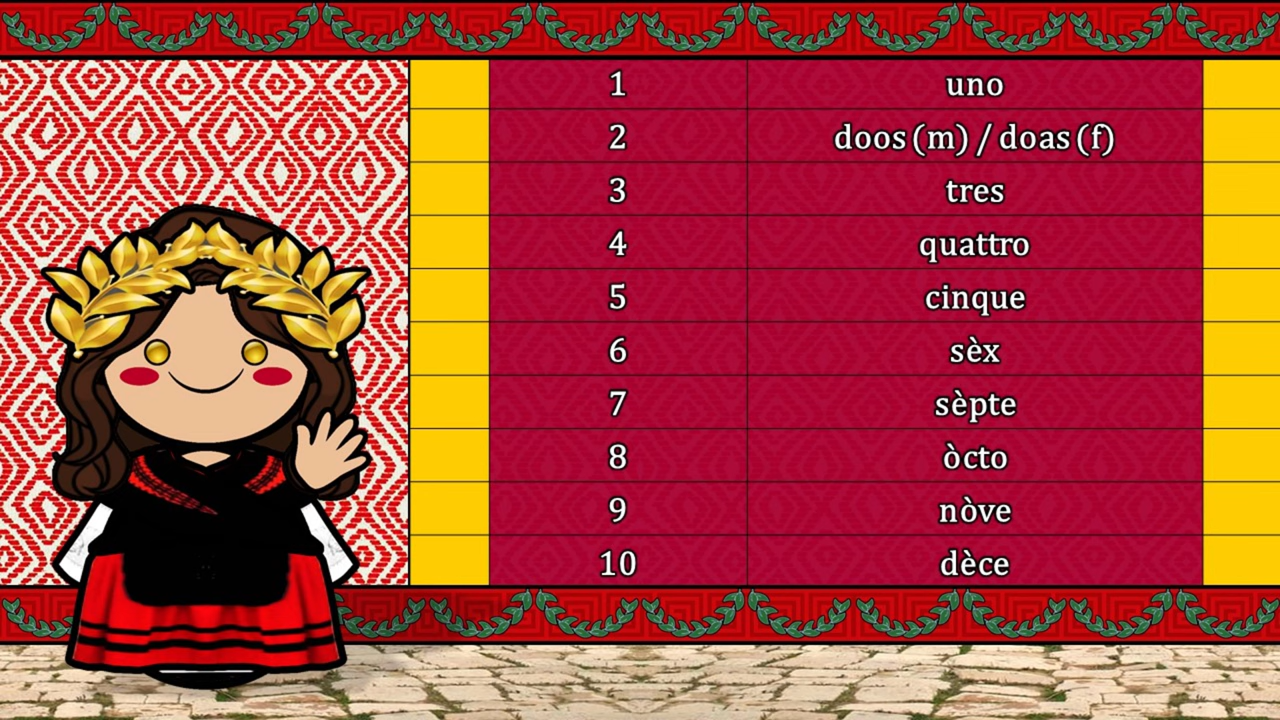 1 uno
2 doos (m) / doas (f)
3 tres
4 quattro
5 cinque
6 sèx
7 sèpte
8 òcto
9 nòve
10 dèce